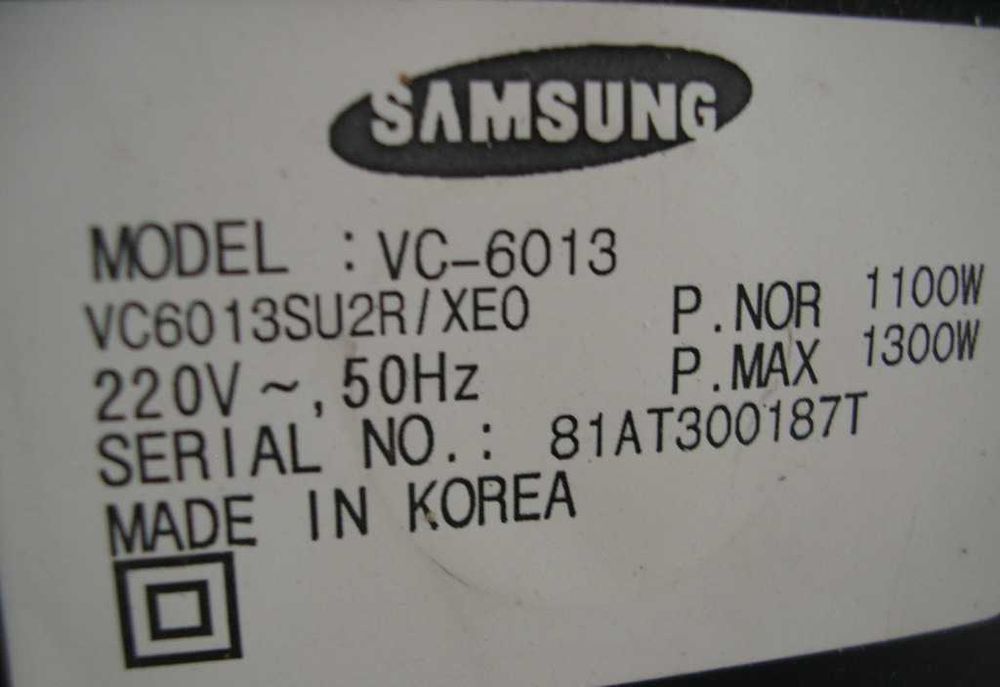 SAMSUNG
MODEL : VC-6013
VC6013SU2R/XEO P.NOR 1100W
220V ~, 50Hz P.MAX 1300W
SERIAL NO.: 81AT300187T
MADE IN KOREA